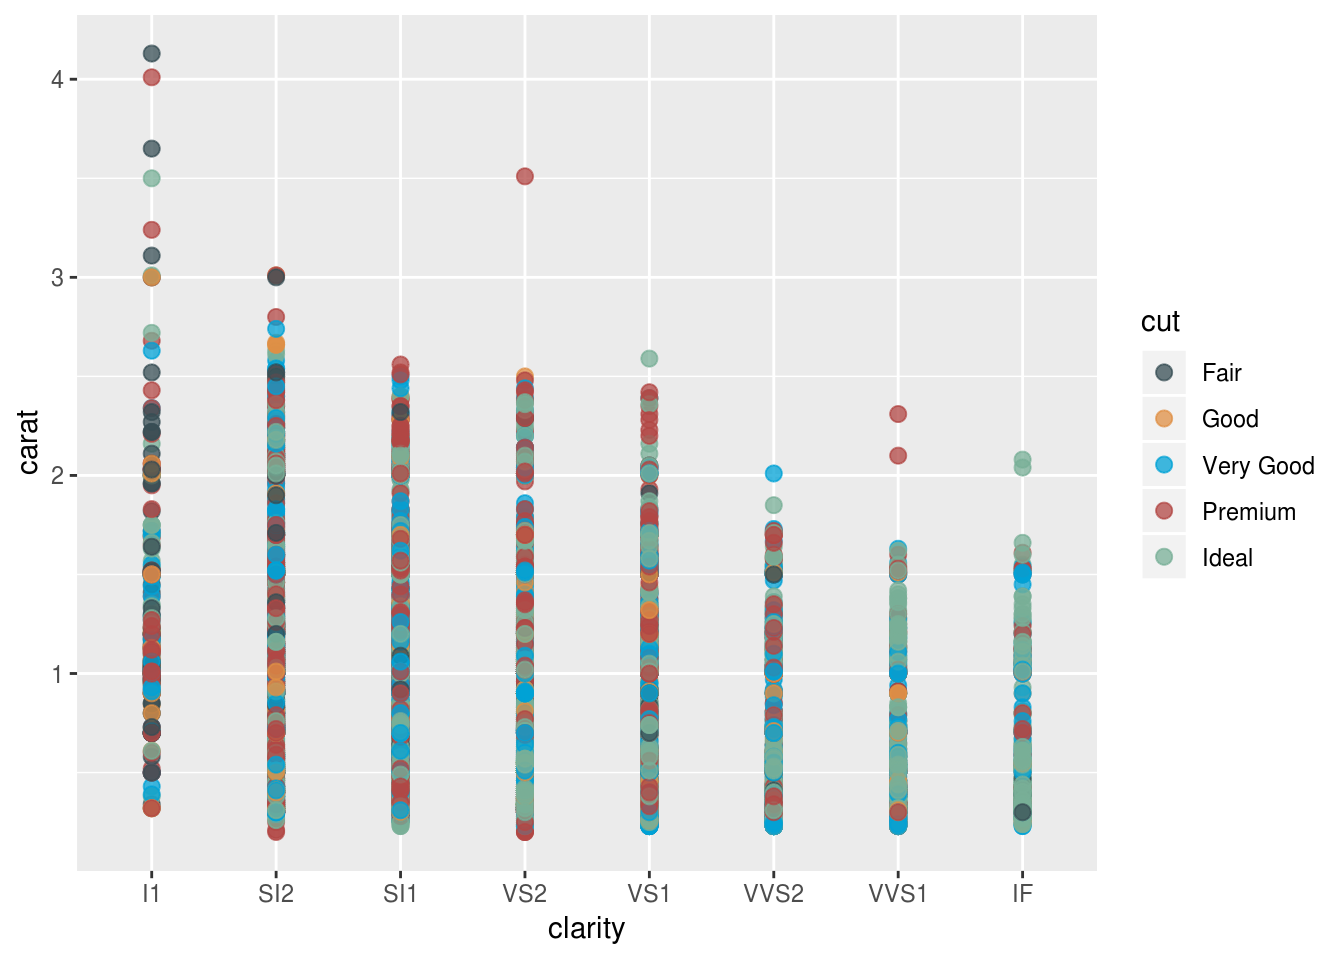 4
3
2
1
carat
I1 SI2 SI1 VS2 VS1 VVS2 VVS1 IF
clarity
cut
Fair
Good
Very Good
Premium
Ideal